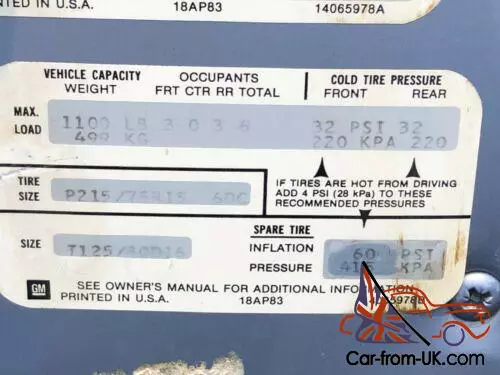 PRINTED IN U.S.A. 18AP83 14065978A
VEHICLE CAPACITY OCCUPANTS COLD TIRE PRESSURE
WEIGHT FRT CTR RR TOTAL FRONT REAR
MAX. LOAD 1100 LB 3 0 3 6 32 PSI 32
499 KG 220 KPA 220
TIRE SIZE P215/75R15
IF TIRES ARE HOT FROM DRIVING
ADD 4 PSI (28 kPa) TO THESE
RECOMMENDED PRESSURES
SPARE TIRE
SIZE INFLATION 60 PSI
PRESSURE KPA
GM SEE OWNER'S MANUAL FOR ADDITIONAL INFORMATION
PRINTED IN U.S.A. 18AP83
Car-from-UK.com